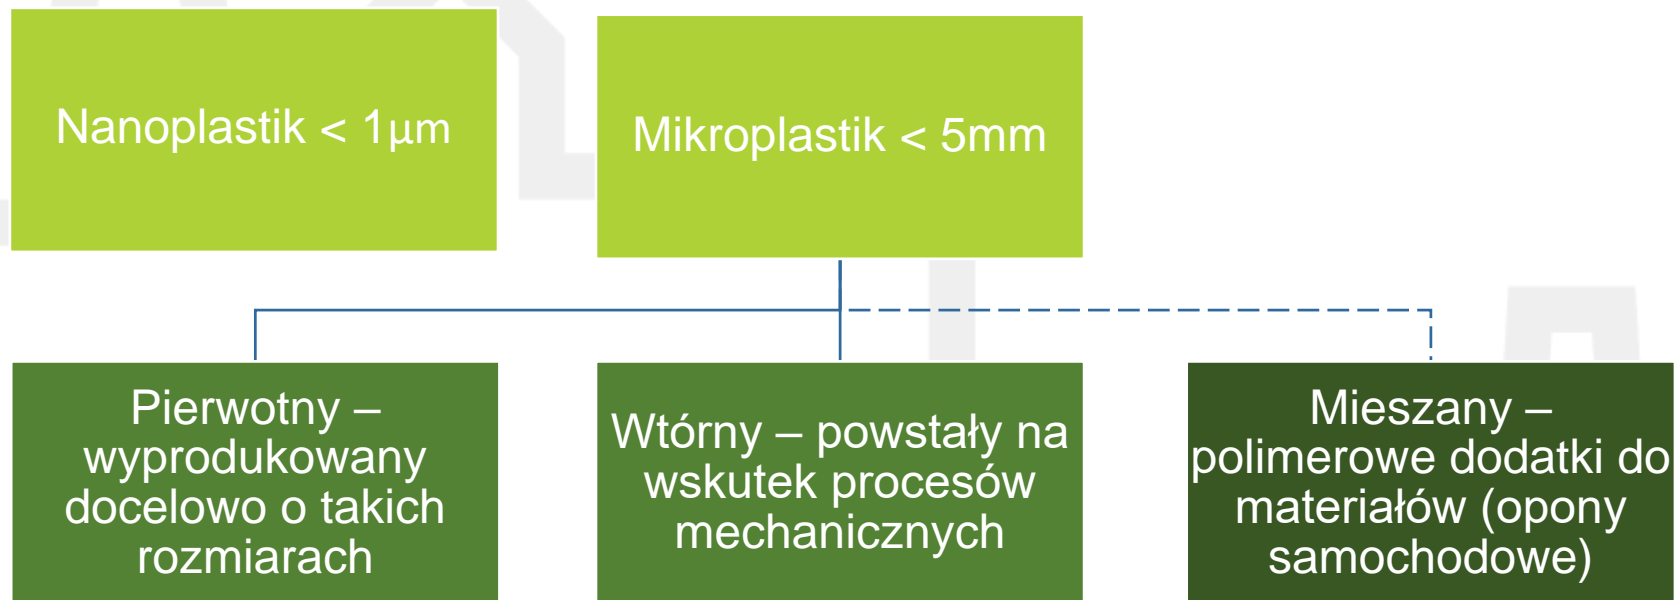 Nanoplastik < 1µm
Mikroplastik < 5mm
Pierwotny –
wyprodukowany
docelowo o takich
rozmiarach
Wtórny – powstały na
wskutek procesów
mechanicznych
Mieszany –
polimerowe dodatki do
materiałów (opony
samochodowe)